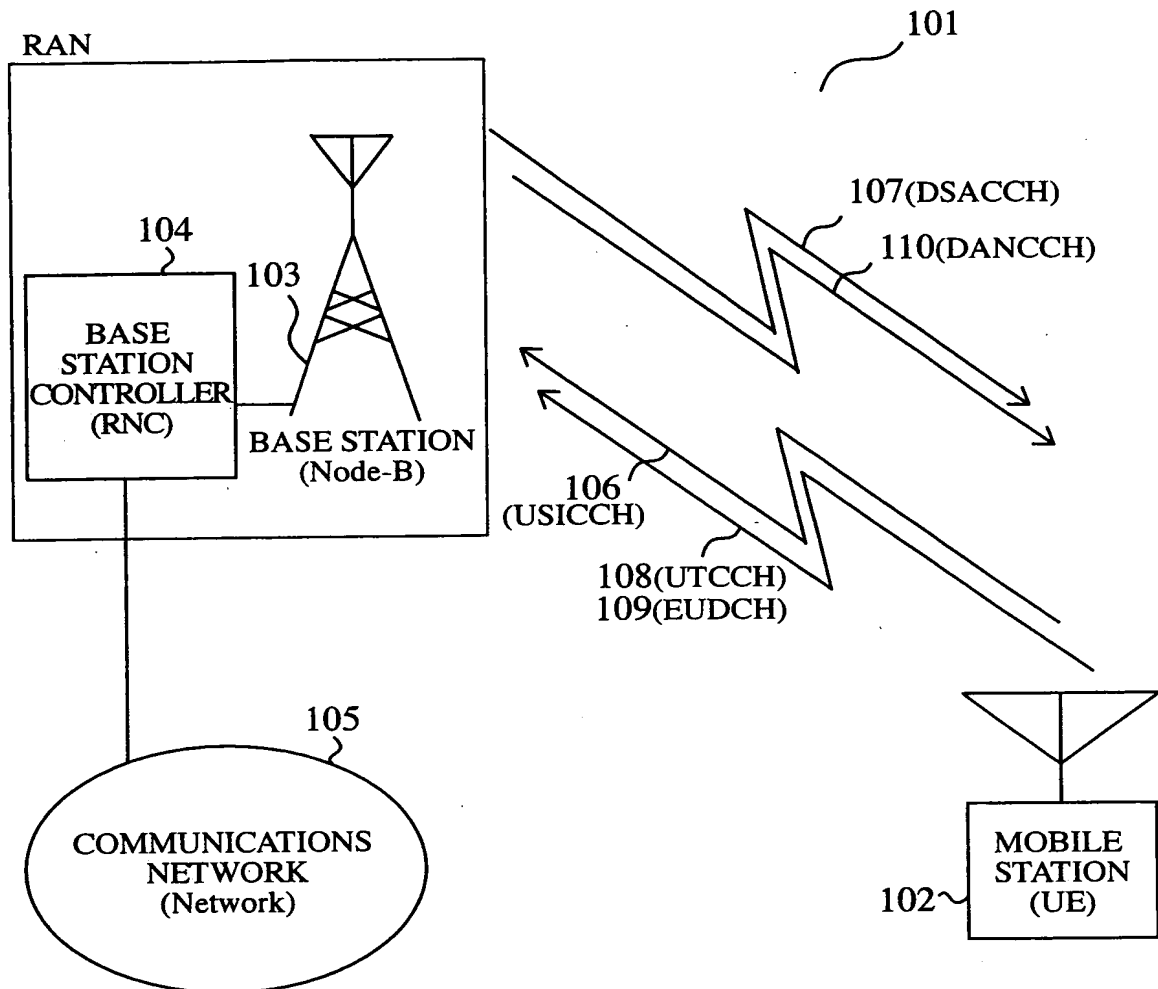 RAN
101
107(DSACCH)
110(DANCCH)
104
103
BASE
STATION
CONTROLLER
(RNC)
BASE STATION
(Node-B)
106
(USICCH)
108(UTCCH)
109(EUDCH)
105
COMMUNICATIONS
NETWORK
(Network)
102
MOBILE
STATION
(UE)